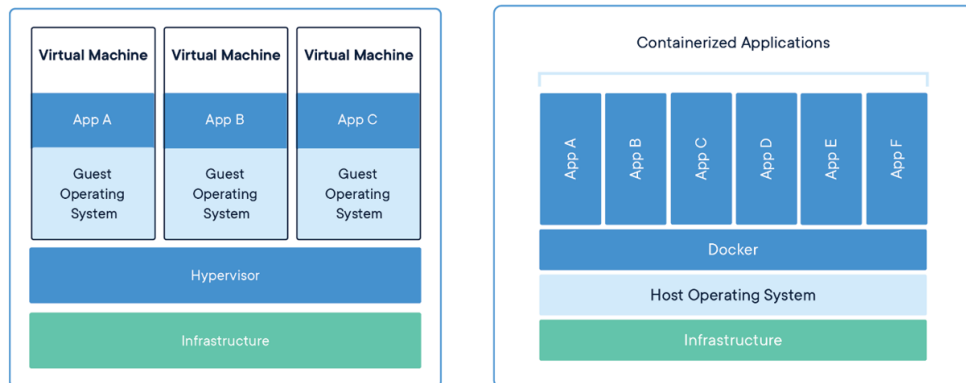 Virtual Machine
App A
Guest
Operating
System
Virtual Machine
App B
Guest
Operating
System
Virtual Machine
App C
Guest
Operating
System
Hypervisor
Infrastructure
Containerized Applications
App A
App B
App C
App D
App E
App F
Docker
Host Operating System
Infrastructure